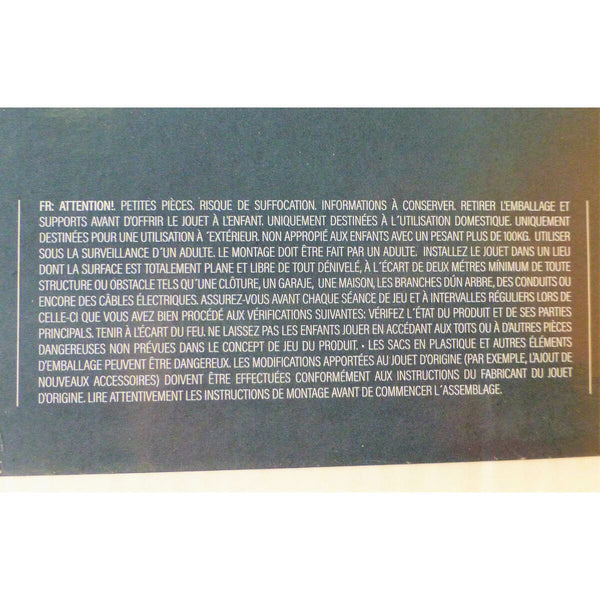 FR: ATTENTION!. PETITES PIÈCES. RISQUE DE SUFFOCATION. INFORMATIONS À CONSERVER. RETIRER L'EMBALLAGE ET
SUPPORTS AVANT D'OFFRIR LE JOUET À L'ENFANT. UNIQUEMENT DESTINÉES À L´UTILISATION DOMESTIQUE. UNIQUEMENT
DESTINÉES POUR UNE UTILISATION À ´EXTÉRIEUR. NON APPROPIÉ AUX ENFANTS AVEC UN PESANT PLUS DE 100KG. UTILISER
SOUS LA SURVEILLANCE D´UN ADULTE. LE MONTAGE DOIT ÊTRE FAIT PAR UN ADULTE. INSTALLEZ LE JOUET DANS UN LIEU
DONT LA SURFACE EST TOTALEMENT PLANE ET LIBRE DE TOUT DÉNIVELÉ, À L'ÉCART DE DEUX MÉTRES MÍNIMUM DE TOUTE
STRUCTURE OU OBSTACLE TELS QU´UNE CLÔTURE, UN GARAJE, UNE MAISON, LES BRANCHES DÛN ARBRE, DES CONDUITS OU
ENCORE DES CÂBLES ÉLECTRIQUES. ASSUREZ-VOUS AVANT CHAQUE SÉANCE DE JEU ET À INTERVALLES RÉGULIERS LORS DE
CELLE-CI QUE VOUS AVEZ BIEN PROCÉDÉ AUX VÉRIFICATIONS SUIVANTES: VÉRIFIEZ L´ÉTAT DU PRODUIT ET DE SES PARTIES
PRINCIPALS. TENIR À L'ÉCART DU FEU. NE LAISSEZ PAS LES ENFANTS JOUER EN ACCÉDANT AUX TOITS OU À D'AUTRES PIÈCES
DANGEREUSES NON PRÉVUES DANS LE CONCEPT DE JEU DU PRODUIT. • LES SACS EN PLASTIQUE ET AUTRES ÉLÉMENTS
D'EMBALLAGE PEUVENT ÊTRE DANGEREUX. LES MODIFICATIONS APPORTÉES AU JOUET D'ORIGINE (PAR EXEMPLE, L'AJOUT DE
NOUVEAUX ACCESSOIRES) DOIVENT ÊTRE EFFECTUÉES CONFORMÉMENT AUX INSTRUCTIONS DU FABRICANT DU JOUET
D'ORIGINE. LIRE ATTENTIVEMENT LES INSTRUCTIONS DE MONTAGE AVANT DE COMMENCER L´ASSEMBLAGE.